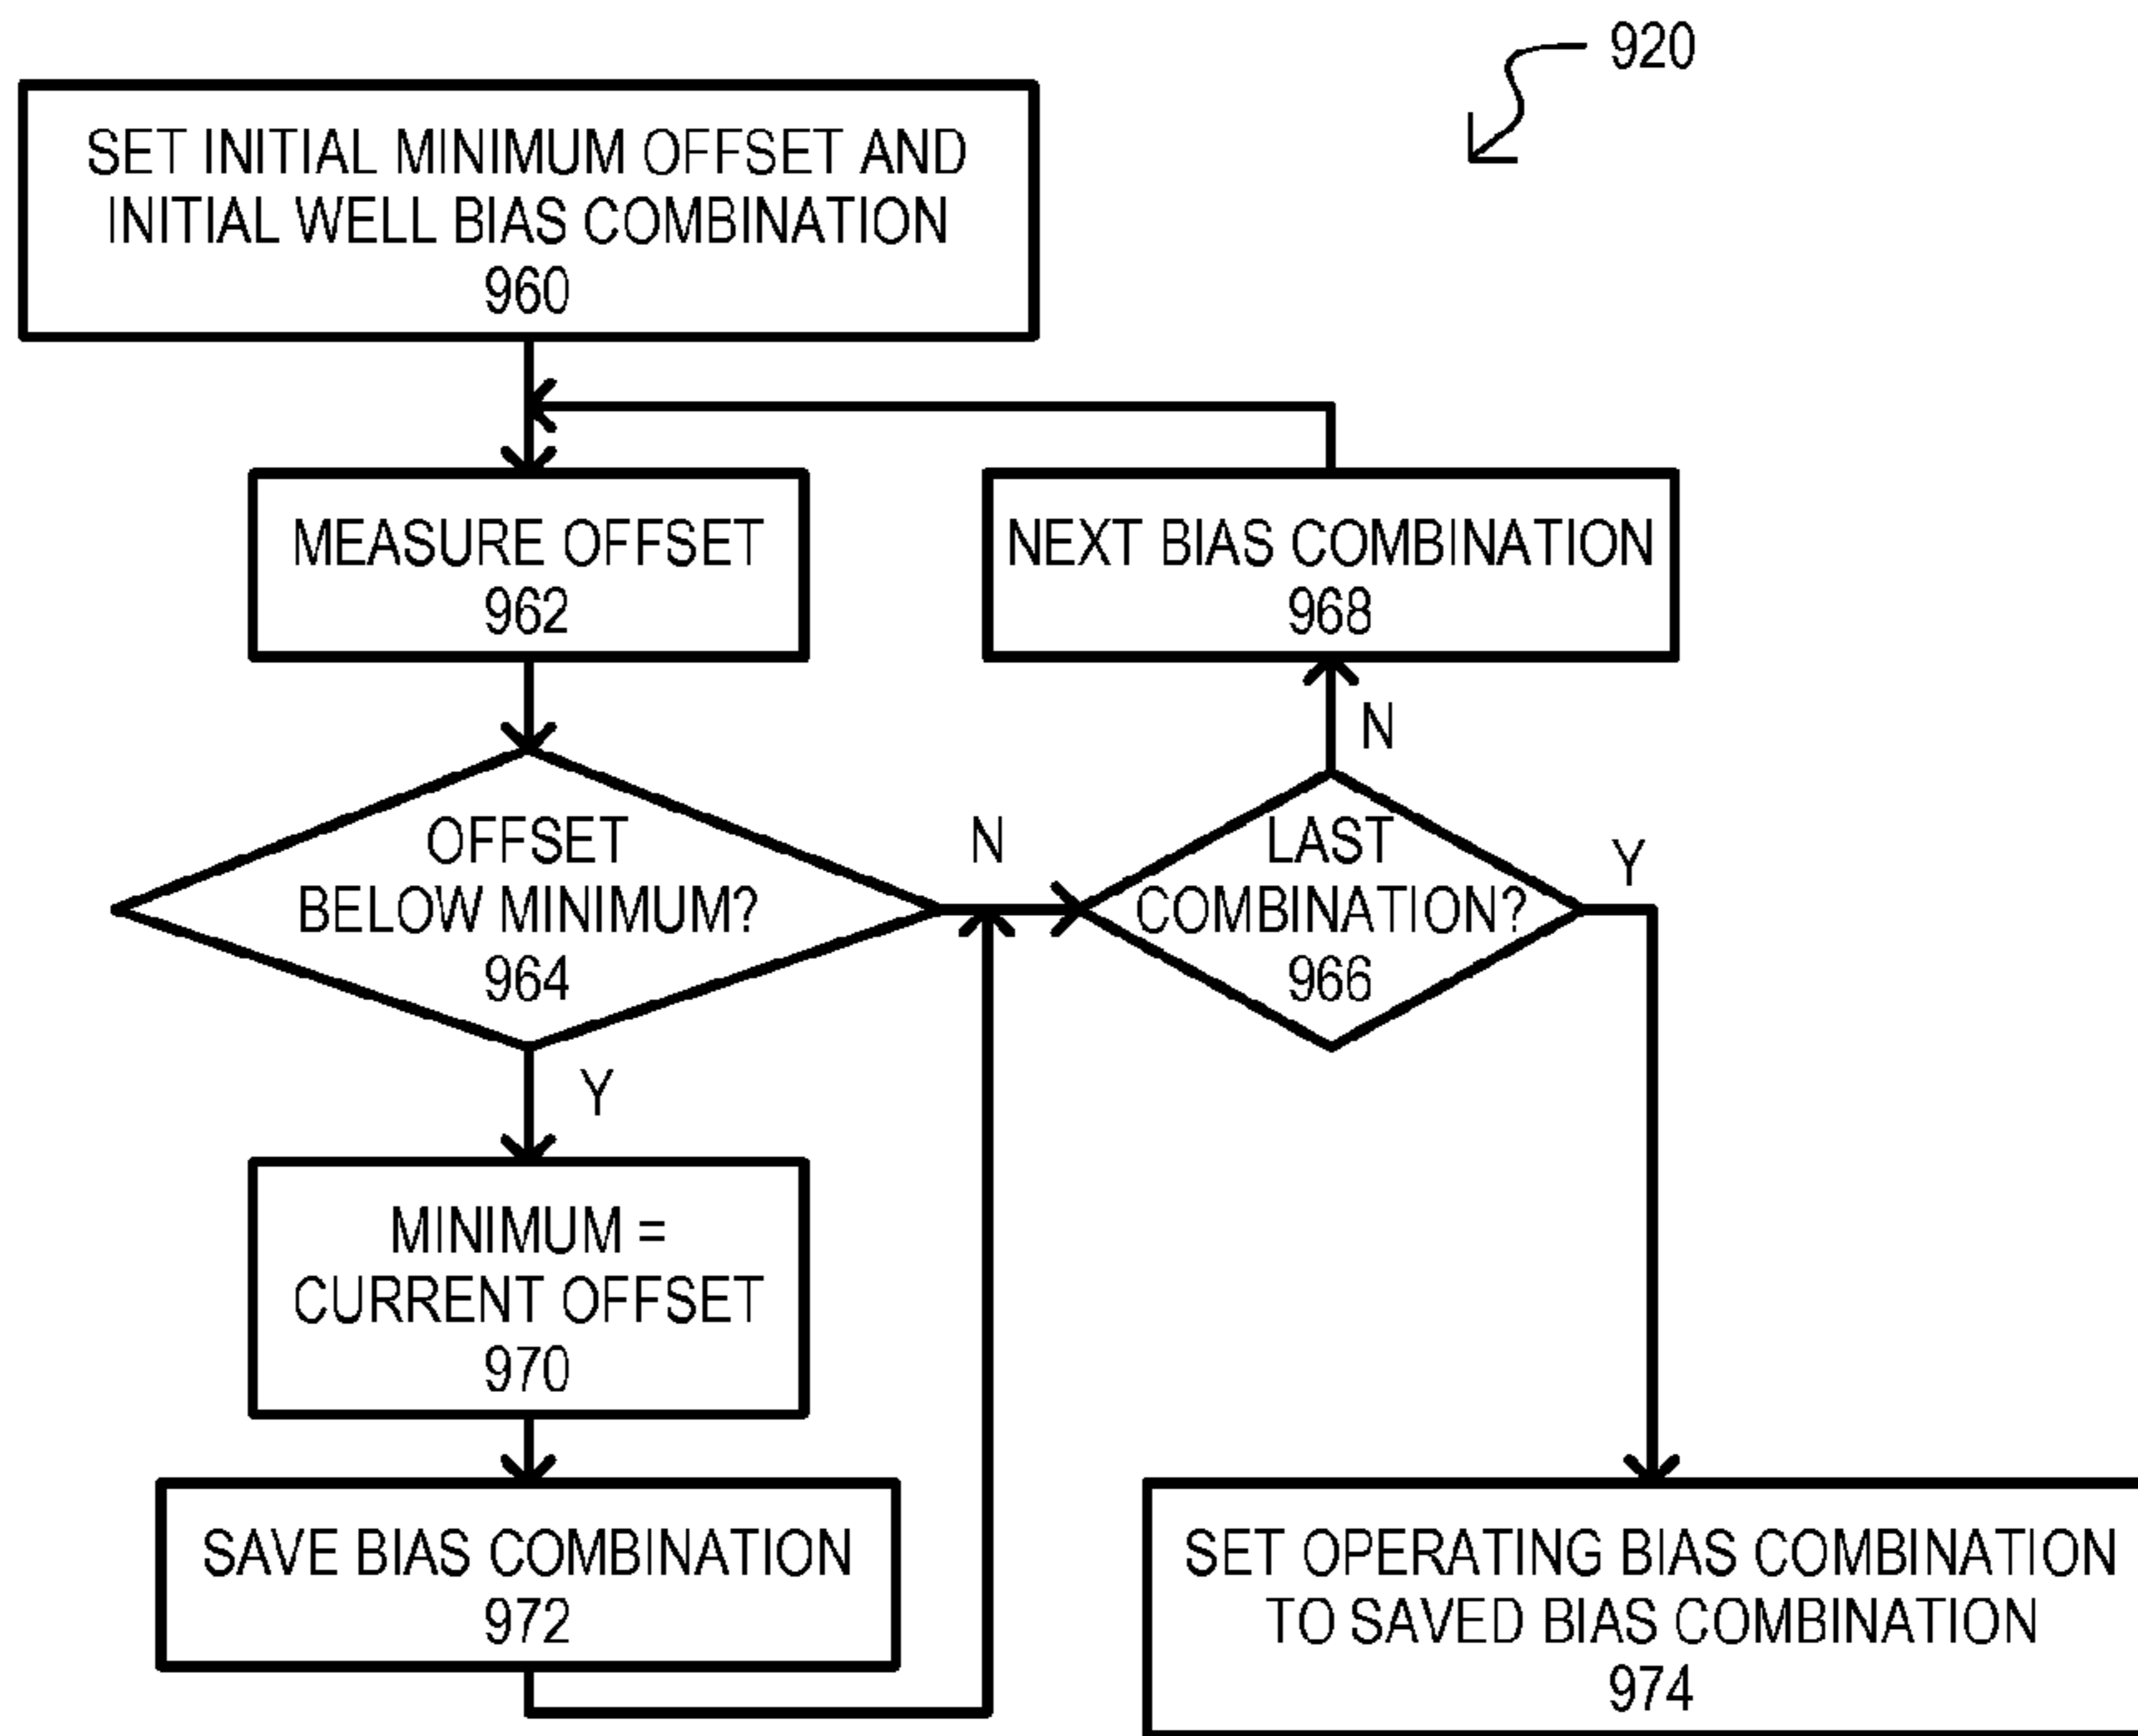 920
SET INITIAL MINIMUM OFFSET AND
INITIAL WELL BIAS COMBINATION
960
MEASURE OFFSET
962
NEXT BIAS COMBINATION
968
N
OFFSET
BELOW MINIMUM?
964
N
LAST
COMBINATION?
966
Y
Y
MINIMUM =
CURRENT OFFSET
970
SAVE BIAS COMBINATION
972
SET OPERATING BIAS COMBINATION
TO SAVED BIAS COMBINATION
974